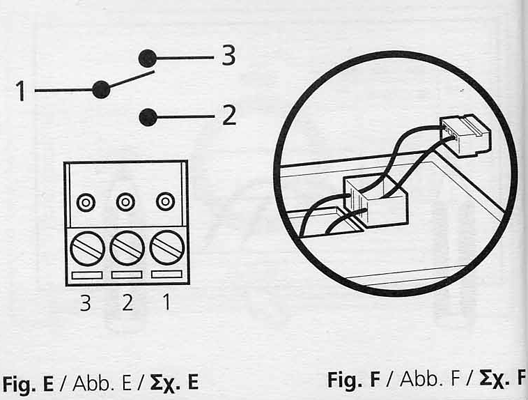 3
1
2
3 2 1
Fig. E / Abb. E / Σχ. E
Fig. F / Abb. F / Σχ. F